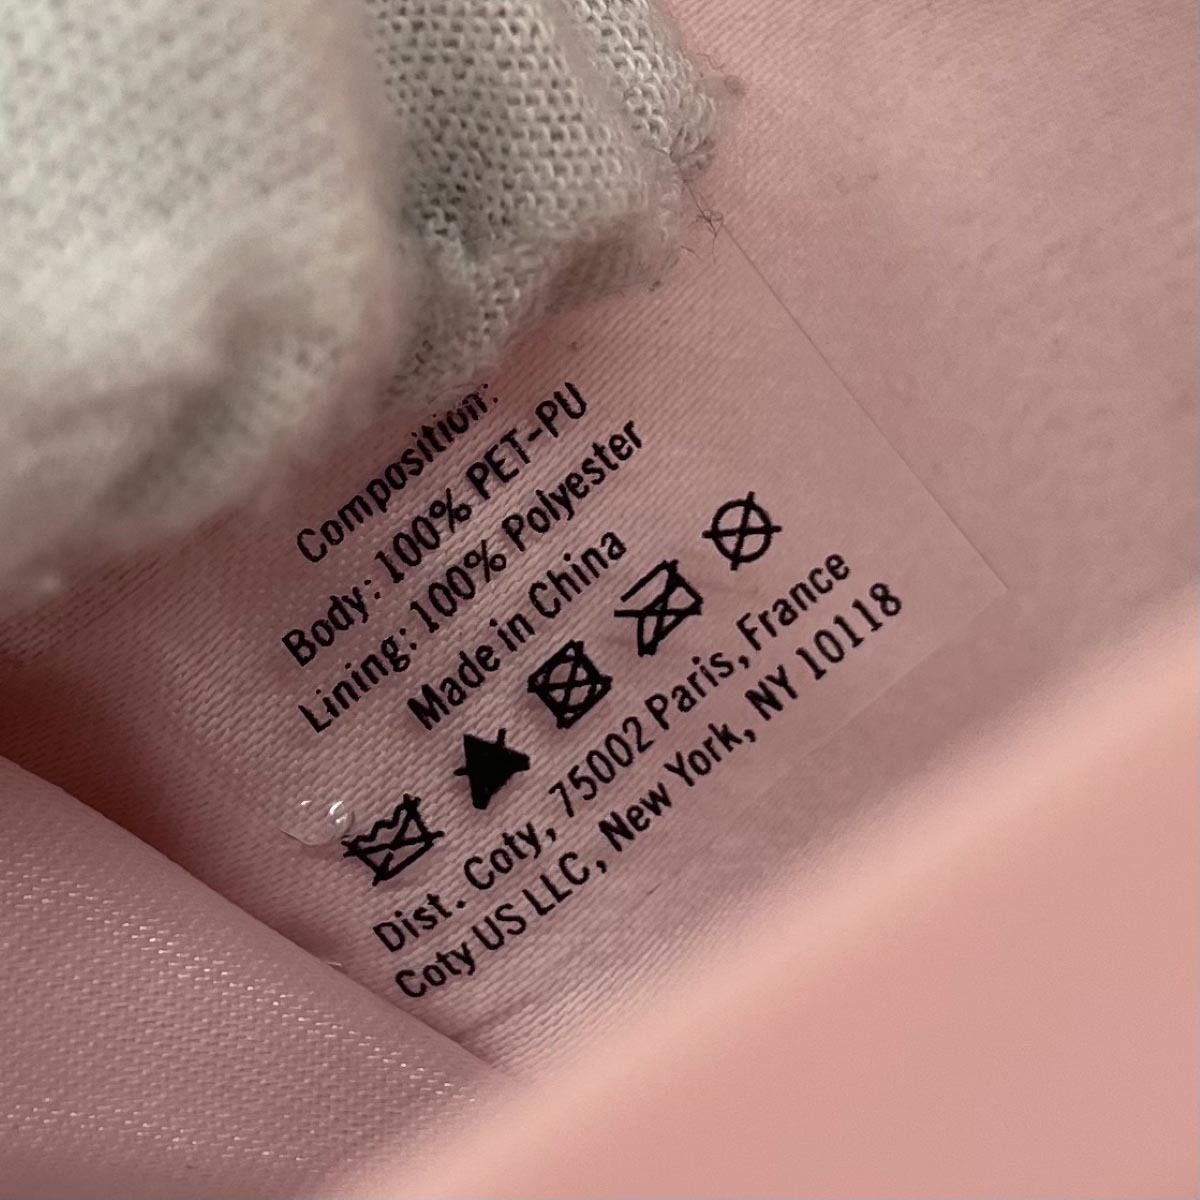 Composition:
Body: 100% PET-PU
Lining: 100% Polyester
Made in China
Dist. Coty, 75002 Paris, France
Coty US LLC, New York, NY 10118